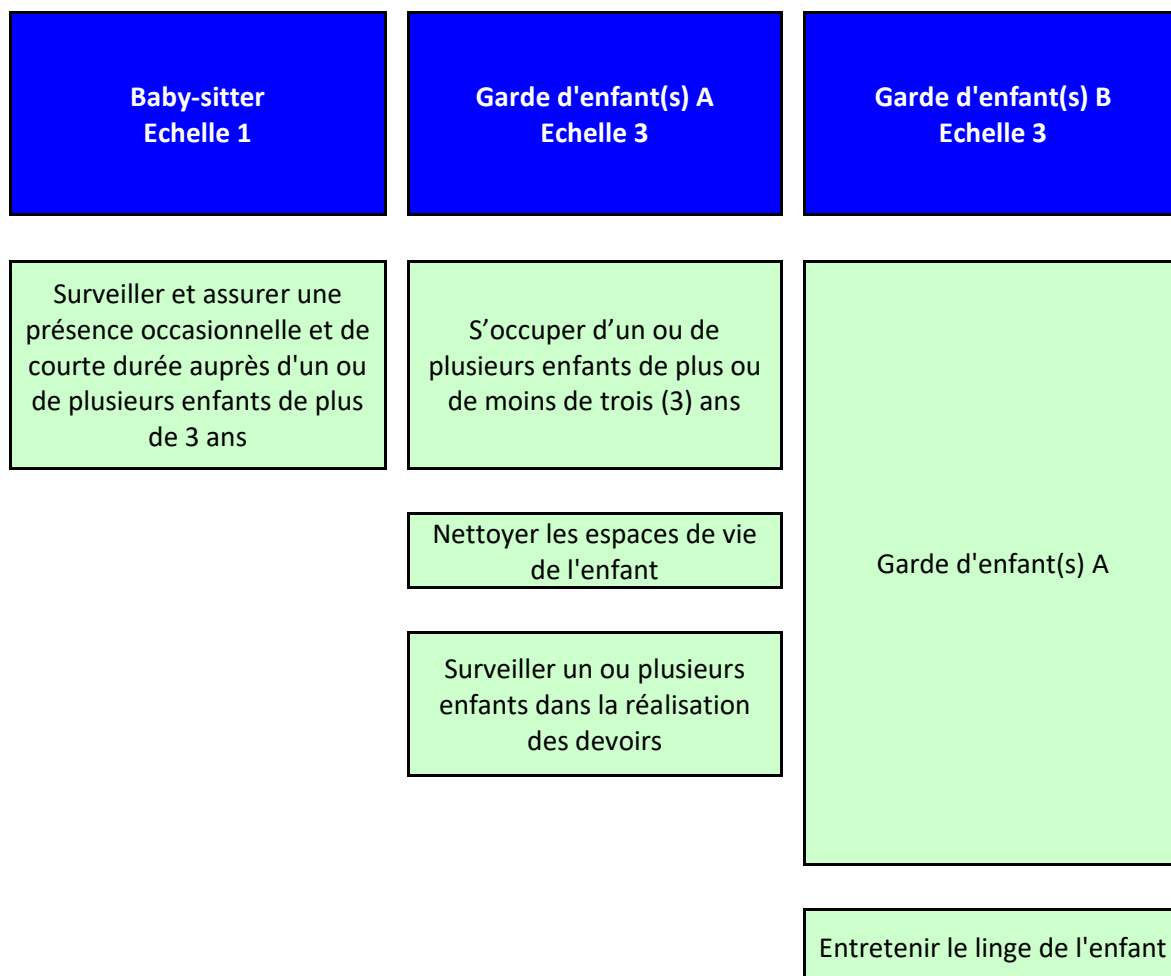 Baby-sitter
Echelle 1
Garde d'enfant(s) A
Echelle 3
Garde d'enfant(s) B
Echelle 3
Surveiller et assurer une
présence occasionnelle et de
courte durée auprès d'un ou
de plusieurs enfants de plus
de 3 ans
S’occuper d’un ou de
plusieurs enfants de plus ou
de moins de trois (3) ans
Nettoyer les espaces de vie
de l'enfant
Surveiller un ou plusieurs
enfants dans la réalisation
des devoirs
Garde d'enfant(s) A
Entretenir le linge de l'enfant